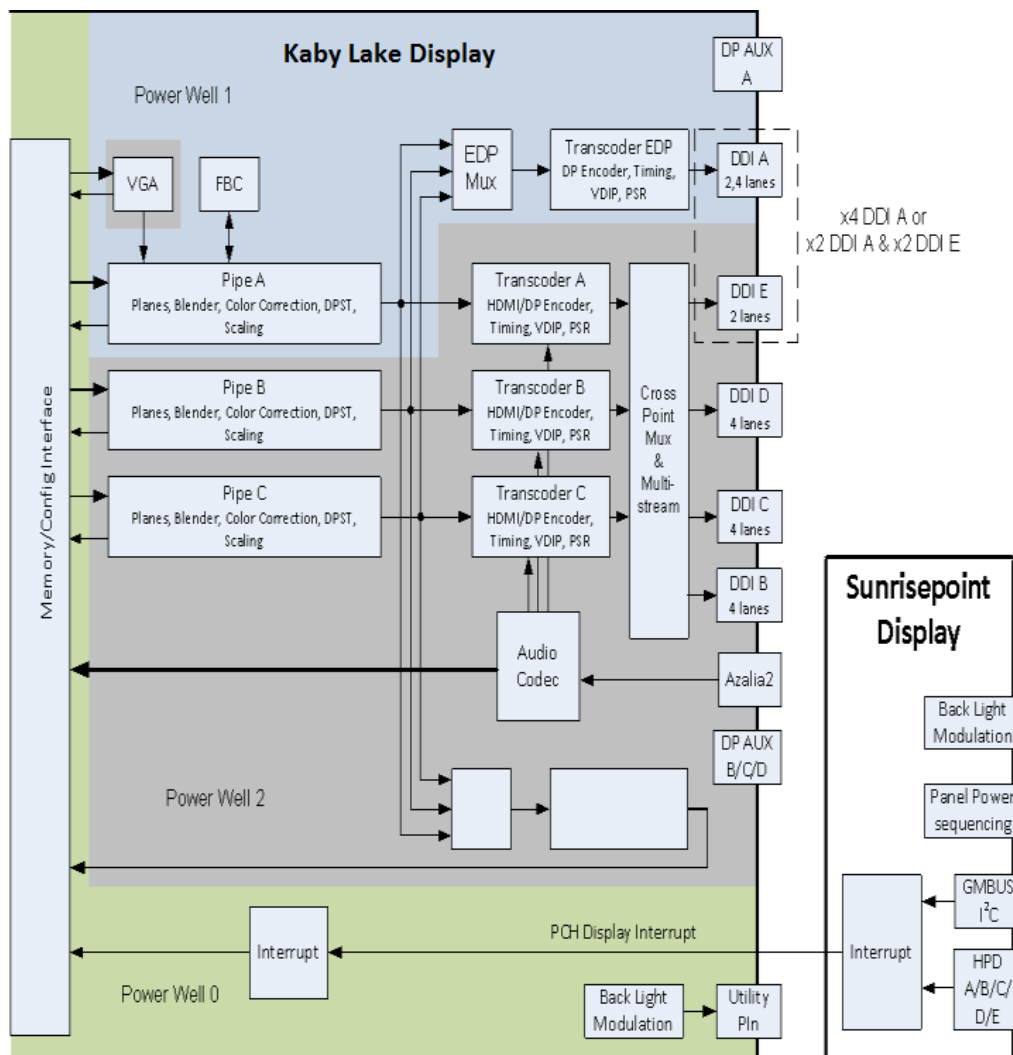 Kaby Lake Display
DP AUX
A
Power Well 1
EDP
Mux
Transcoder EDP
DP Encoder, Timing,
VDIP, PSR
DDI A
2,4 lanes
VGA
FBC
x4 DDI A or
x2 DDI A & x2 DDI E
Pipe A
Planes, Blender, Color Correction, DPST,
Scaling
Transcoder A
HDMI/DP Encoder,
Timing, VDIP, PSR
DDI E
2 lanes
Memory/Config Interface
Pipe B
Planes, Blender, Color Correction, DPST,
Scaling
Transcoder B
HDMI/DP Encoder,
Timing, VDIP, PSR
Cross
Point
Mux
&
Multi-
stream
DDI D
4 lanes
Pipe C
Planes, Blender, Color Correction, DPST,
Scaling
Transcoder C
HDMI/DP Encoder,
Timing, VDIP, PSR
DDI C
4 lanes
DDI B
4 lanes
Audio
Codec
Azalia2
DP AUX
B/C/D
Power Well 2
Sunrisepoint
Display
Back Light
Modulation
Panel Power
sequencing
GMBUS
I²C
Interrupt
HPD
A/B/C/
D/E
PCH Display Interrupt
Interrupt
Power Well 0
Back Light
Modulation
Utility
PIn